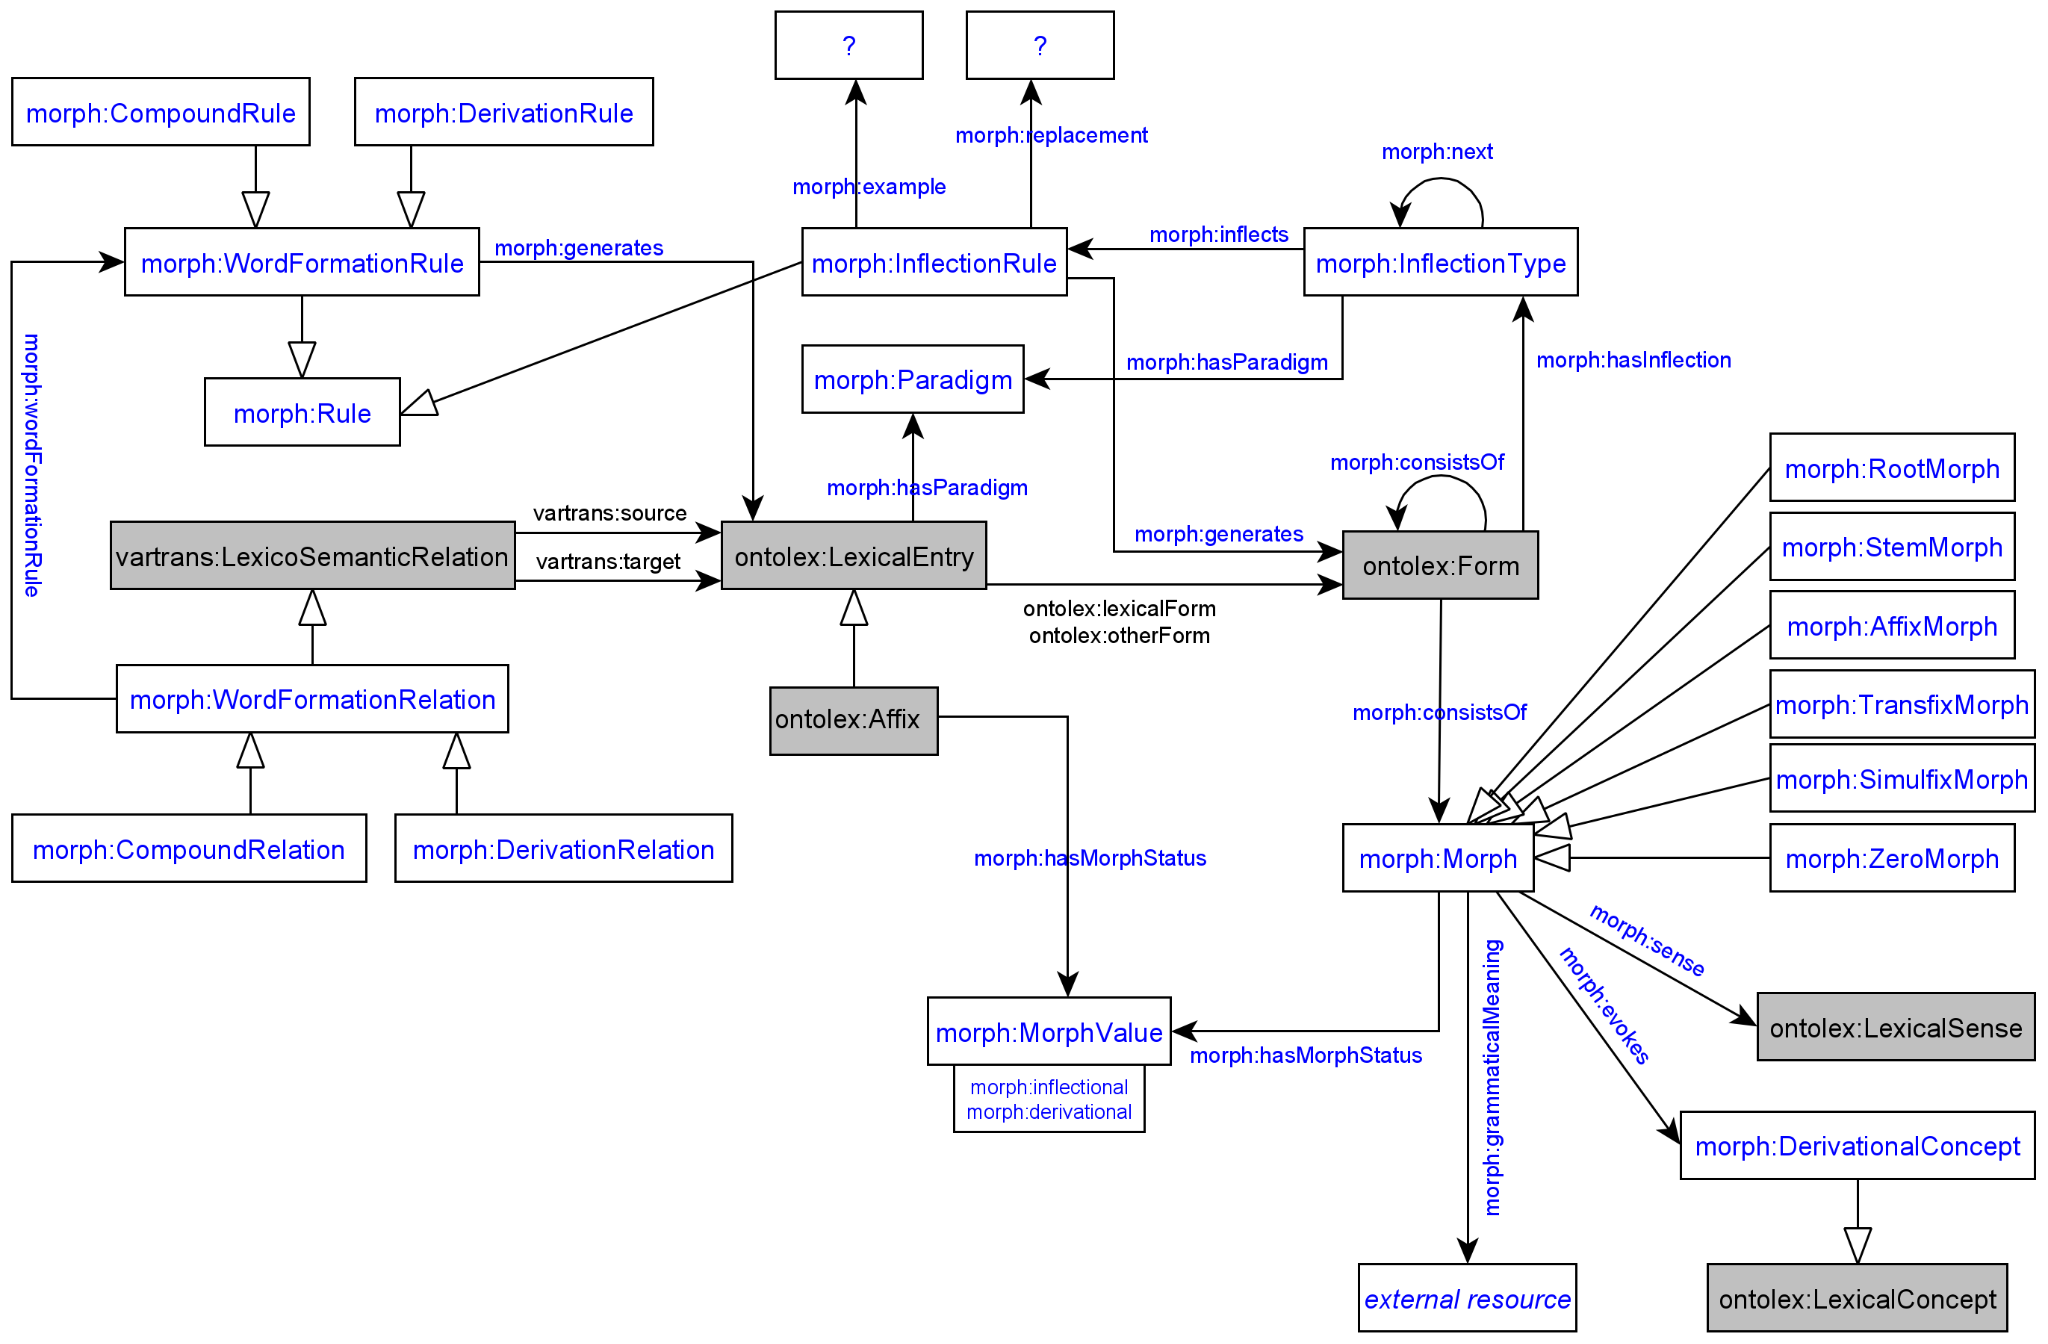 ?
?
morph:CompoundRule
morph:DerivationRule
morph:replacement
morph:next
morph:example
morph:WordFormationRule
morph:generates
morph:InflectionRule
morph:inflects
morph:InflectionType
morph:wordFormationRule
morph:Rule
morph:Paradigm
morph:hasParadigm
morph:hasInflection
morph:hasParadigm
morph:consistsOf
morph:RootMorph
vartrans:source
vartrans:LexicoSemanticRelation
vartrans:target
ontolex:LexicalEntry
morph:generates
ontolex:Form
morph:StemMorph
ontolex:lexicalForm
ontolex:otherForm
morph:AffixMorph
morph:WordFormationRelation
ontolex:Affix
morph:consistsOf
morph:TransfixMorph
morph:SimulfixMorph
morph:CompoundRelation
morph:DerivationRelation
morph:hasMorphStatus
morph:Morph
morph:ZeroMorph
morph:sense
morph:evokes
morph:grammaticalMeaning
morph:MorphValue
morph:hasMorphStatus
ontolex:LexicalSense
morph:inflectional
morph:derivational
morph:DerivationalConcept
external resource
ontolex:LexicalConcept